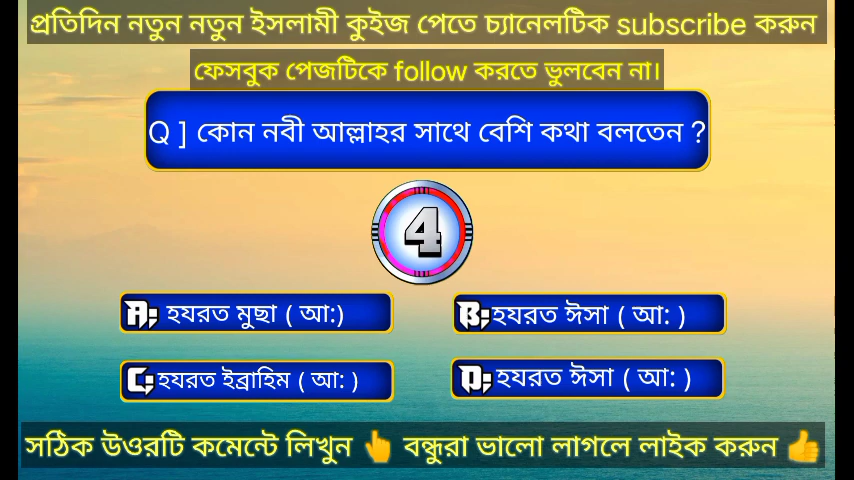 প্রতিদিন নতুন নতুন ইসলামী কুইজ পেতে চ্যানেলটিক subscribe করুন
ফেসবুক পেজটিকে follow করতে ভুলবেন না।
Q ] কোন নবী আল্লাহর সাথে বেশি কথা বলতেন ?
4
A; হযরত মুছা ( আ:)
B; হযরত ঈসা ( আ: )
C; হযরত ইব্রাহিম ( আ: )
D; হযরত ঈসা ( আ: )
সঠিক উওরটি কমেন্টে লিখুন 👆 বন্ধুরা ভালো লাগলে লাইক করুন 👍